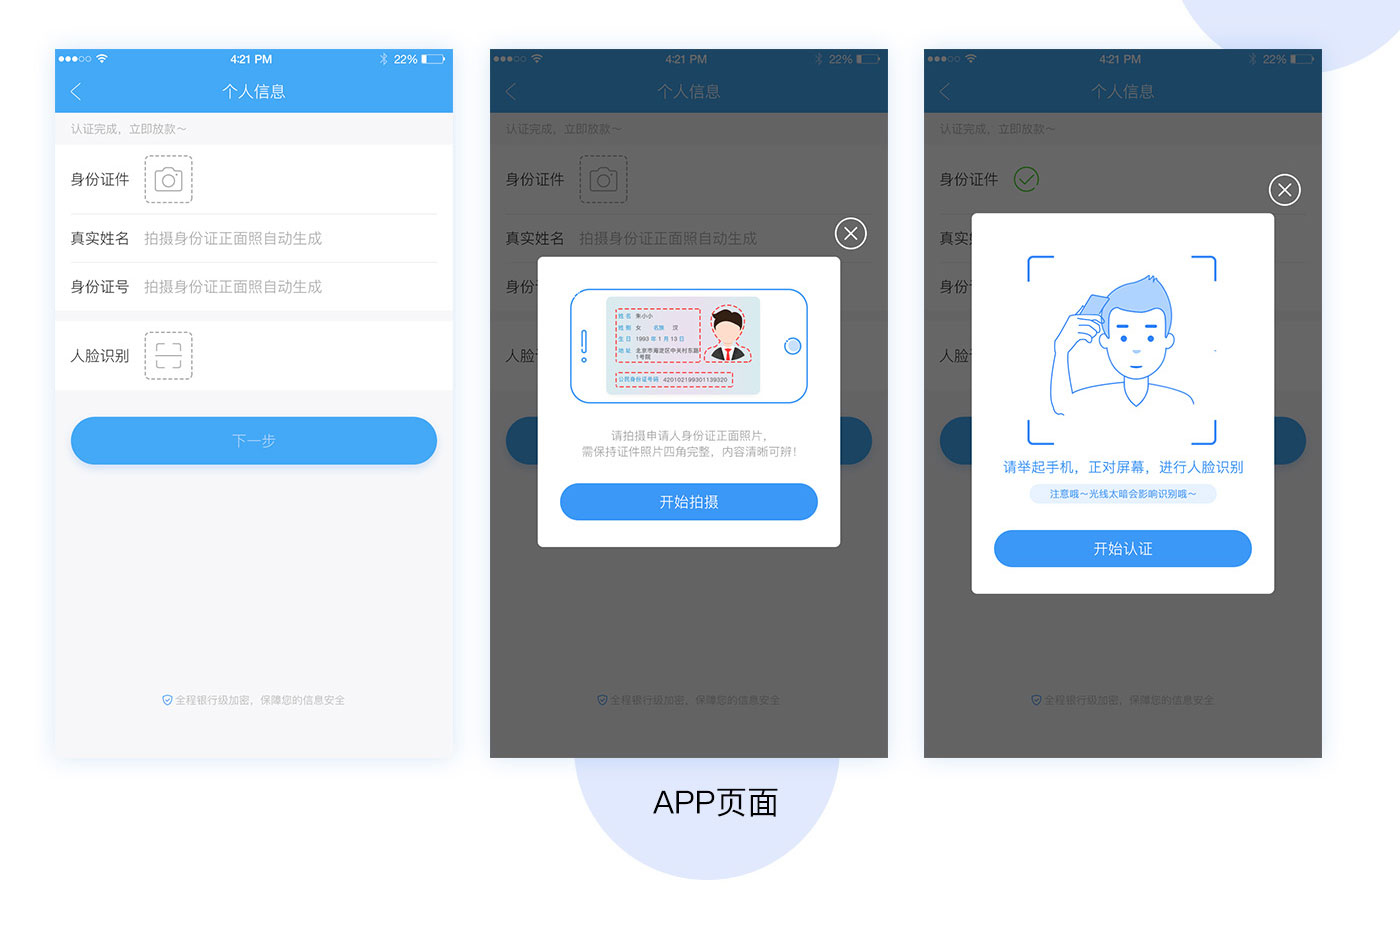 4:21 PM
22%
个人信息
认证完成，立即放款～
身份证件
真实姓名 拍摄身份证正面照自动生成
身份证号 拍摄身份证正面照自动生成
人脸识别
下一步
全程银行级加密，保障您的信息安全
4:21 PM
22%
个人信息
认证完成，立即放款～
身份证件
真实姓名 拍摄身份证正面照自动生成
身份
人脸
姓 名 朱小小
性 别 女 名族 汉
生 日 1993 年 1 月 13 日
地 址 北京市海淀区中关村东路
1号院
公民身份证号码 420102199301139320
请拍摄申请人身份证正面照片，
需保持证件照片四角完整，内容清晰可辨！
开始拍摄
全程银行级加密，保障您的信息安全
4:21 PM
22%
个人信息
认证完成，立即放款～
身份证件
真实
身份
人脸
请举起手机，正对屏幕，进行人脸识别
注意哦～光线太暗会影响识别哦～
开始认证
全程银行级加密，保障您的信息安全
APP页面